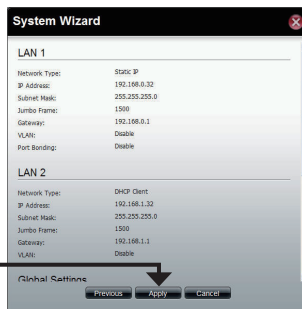 System Wizard
LAN 1
Network Type: Static IP
IP Address: 192.168.0.32
Subnet Mask: 255.255.255.0
Jumbo Frame: 1500
Gateway: 192.168.0.1
VLAN: Disable
Port Bonding: Disable
LAN 2
Network Type: DHCP Client
IP Address: 192.168.1.32
Subnet Mask: 255.255.255.0
Jumbo Frame: 1500
Gateway: 192.168.1.1
VLAN: Disable
Global Settings
Previous Apply Cancel